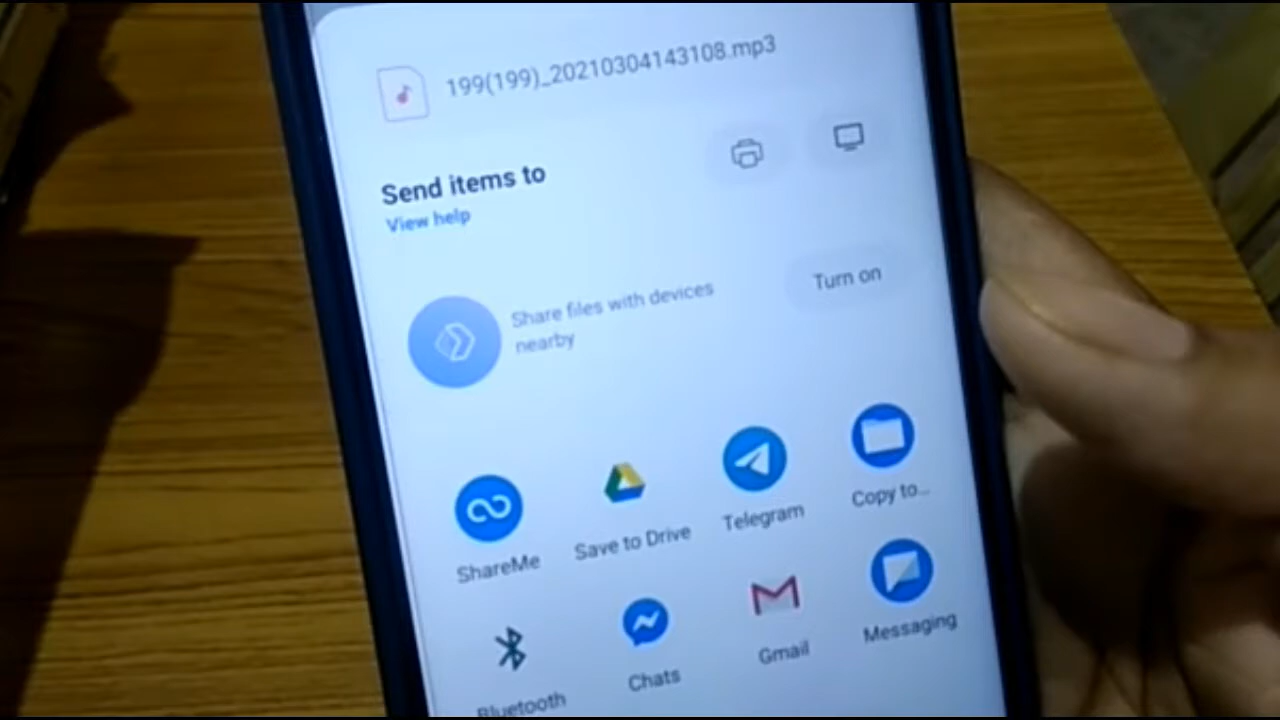 199(199)_20210304143108.mp3
Send items to
View help
Share files with devices
nearby
Turn on
ShareMe
Save to Drive
Telegram
Copy to...
Bluetooth
Chats
Gmail
Messaging